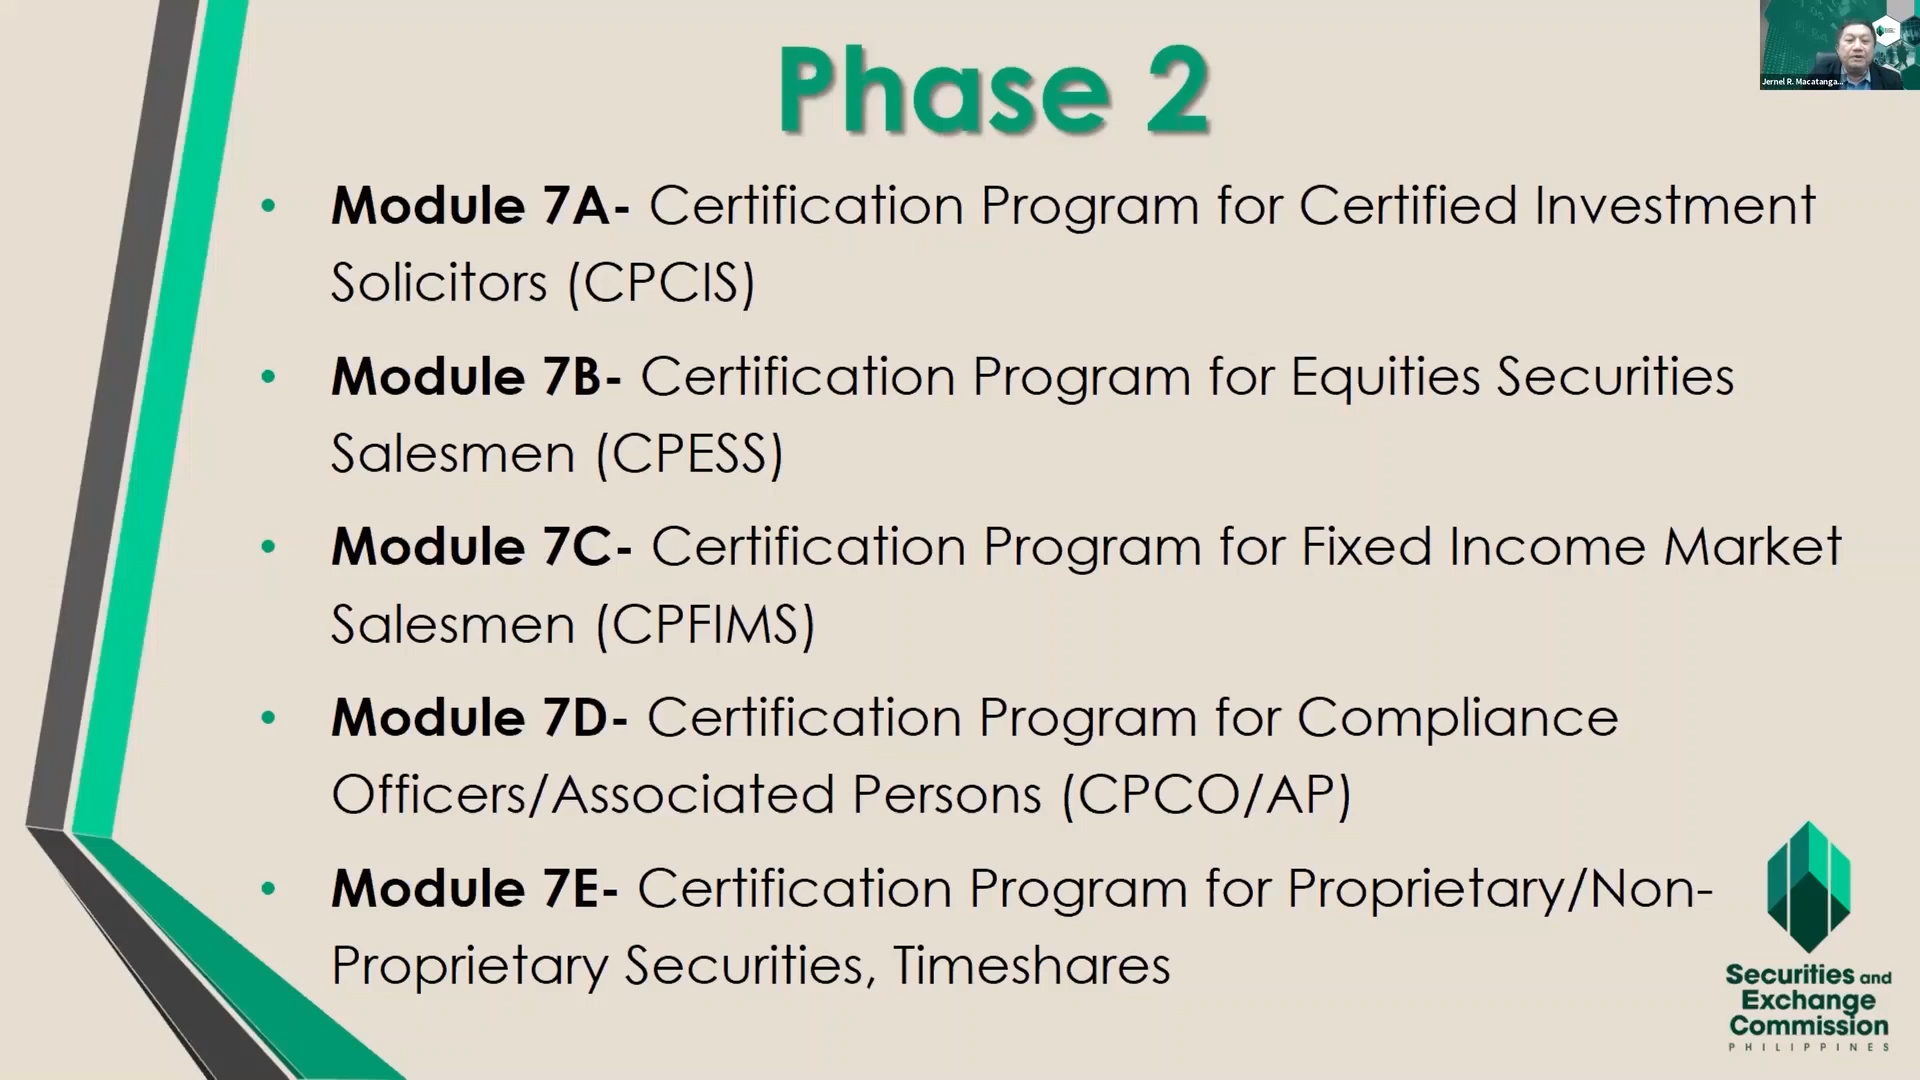 Phase 2
Jernel R. Macatanga...
• Module 7A- Certification Program for Certified Investment
Solicitors (CPCIS)
• Module 7B- Certification Program for Equities Securities
Salesmen (CPESS)
• Module 7C- Certification Program for Fixed Income Market
Salesmen (CPFIMS)
• Module 7D- Certification Program for Compliance
Officers/Associated Persons (CPCO/AP)
• Module 7E- Certification Program for Proprietary/Non-
Proprietary Securities, Timeshares
Securities and
Exchange
Commission
PHILIPPINES